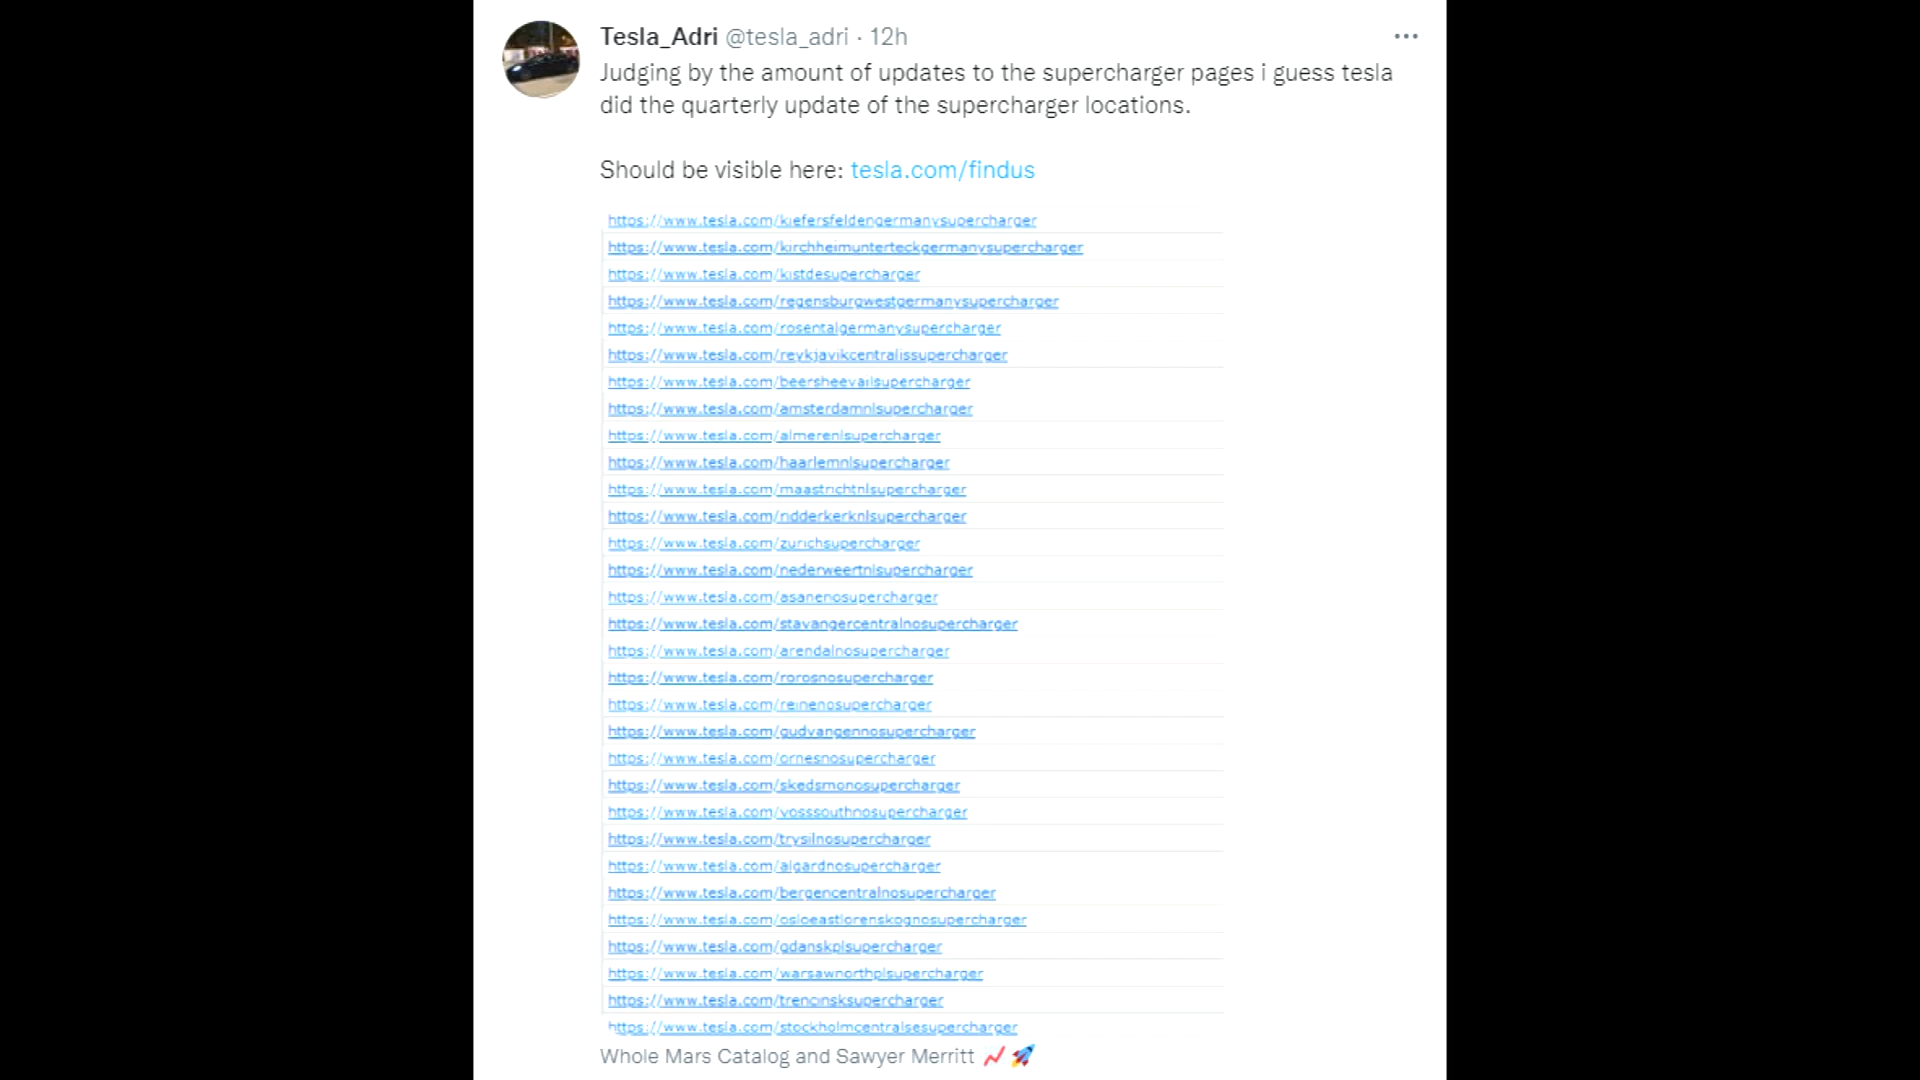 Tesla_Adri @tesla_adri · 12h
Judging by the amount of updates to the supercharger pages i guess tesla
did the quarterly update of the supercharger locations.
Should be visible here: tesla.com/findus
https://www.tesla.com/kiefersfeldengermanysupercharger
https://www.tesla.com/kirchheimunterteckgermanysupercharger
https://www.tesla.com/kistdesupercharger
https://www.tesla.com/regensburgwestgermanysupercharger
https://www.tesla.com/rosentalgermanysupercharger
https://www.tesla.com/reykjavikcentralissupercharger
https://www.tesla.com/beersheevailsupercharger
https://www.tesla.com/amsterdamnlsupercharger
https://www.tesla.com/almerenlsupercharger
https://www.tesla.com/haarlemnlsupercharger
https://www.tesla.com/maastrichtnlsupercharger
https://www.tesla.com/ridderkerknlsupercharger
https://www.tesla.com/zurichsupercharger
https://www.tesla.com/nederweertnlsupercharger
https://www.tesla.com/asanenosupercharger
https://www.tesla.com/stavangercentralnosupercharger
https://www.tesla.com/arendalnosupercharger
https://www.tesla.com/rorosnosupercharger
https://www.tesla.com/reinenosupercharger
https://www.tesla.com/gudvangennosupercharger
https://www.tesla.com/ornesnosupercharger
https://www.tesla.com/skedsmonosupercharger
https://www.tesla.com/vosssouthnosupercharger
https://www.tesla.com/trysilnosupercharger
https://www.tesla.com/algardnosupercharger
https://www.tesla.com/bergencentralnosupercharger
https://www.tesla.com/osloeastlorenskognosupercharger
https://www.tesla.com/gdanskplsupercharger
https://www.tesla.com/warsawnorthplsupercharger
https://www.tesla.com/trencinsksupercharger
https://www.tesla.com/stockholmcentralsesupercharger
Whole Mars Catalog and Sawyer Merritt 📈🚀